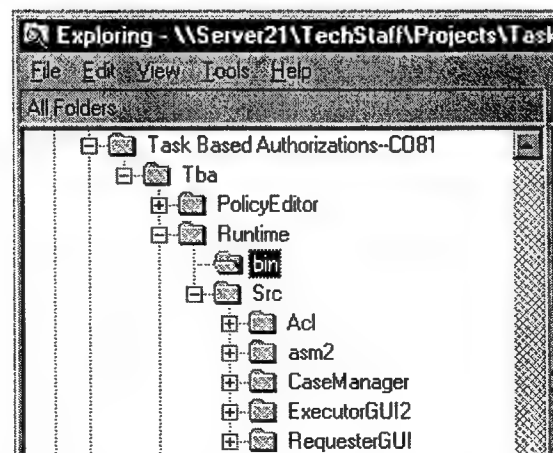 Exploring - \\Server21\TechStaff\Projects\Task
File Edit View Tools Help
All Folders
Task Based Authorizations--C081
Tba
PolicyEditor
Runtime
bin
Src
Acl
asm2
CaseManager
ExecutorGUI2
RequesterGUI